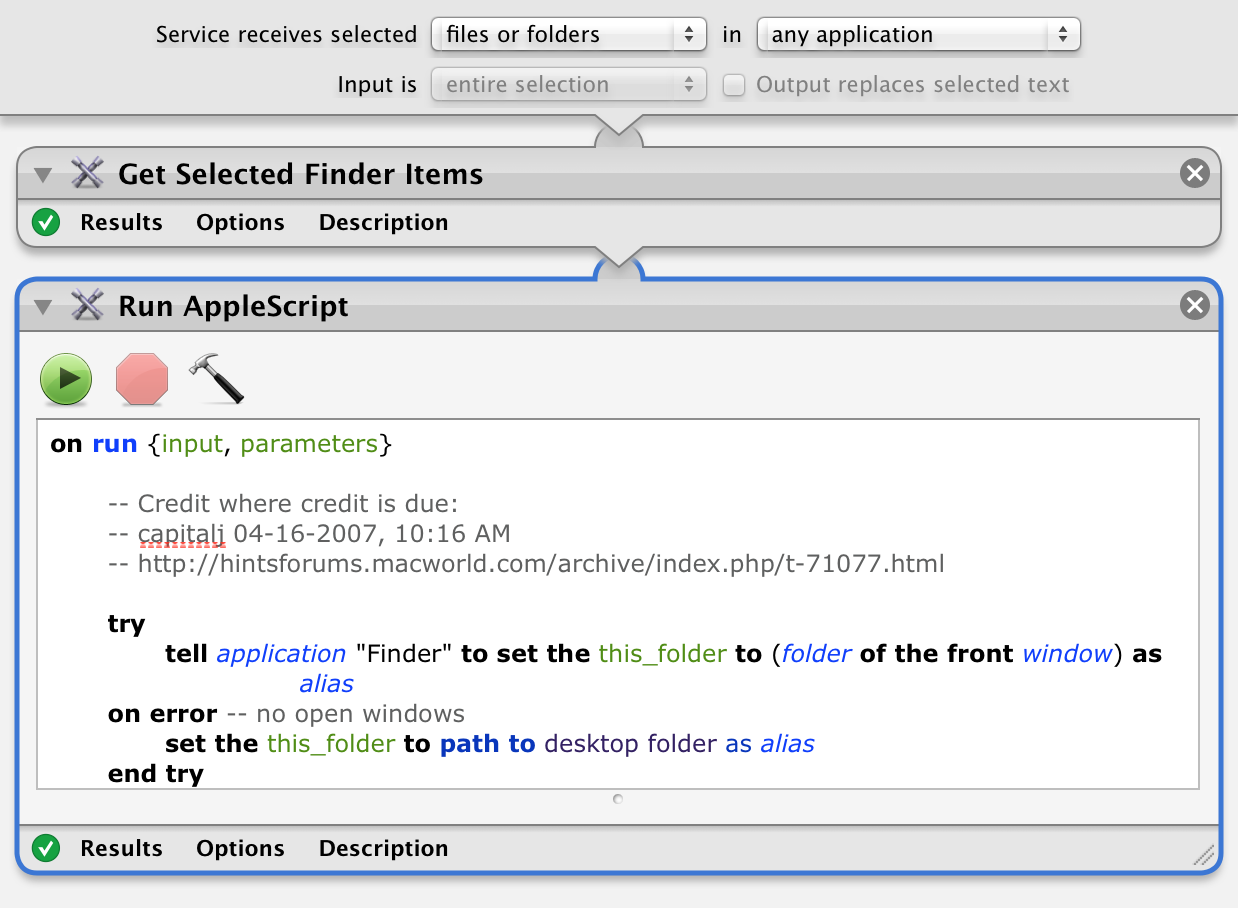 Service receives selected files or folders in any application
Input is entire selection Output replaces selected text
Get Selected Finder Items
Results Options Description
Run AppleScript
on run {input, parameters}
-- Credit where credit is due:
-- capitalj 04-16-2007, 10:16 AM
-- http://hintsforums.macworld.com/archive/index.php/t-71077.html
try
tell application "Finder" to set the this_folder to (folder of the front window) as
alias
on error -- no open windows
set the this_folder to path to desktop folder as alias
end try
Results Options Description